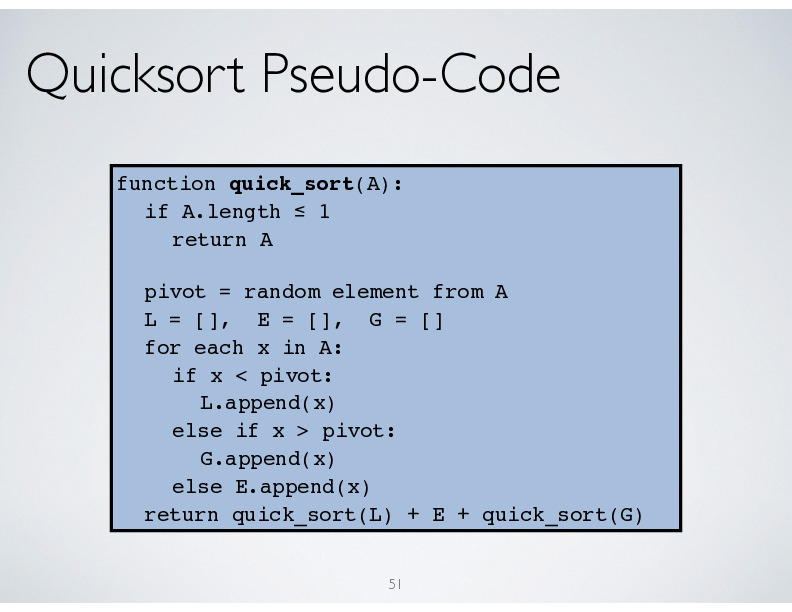 Quicksort Pseudo-Code
function quick_sort(A):
if A.length ≤ 1
return A
pivot = random element from A
L = [], E = [], G = []
for each x in A:
if x < pivot:
L.append(x)
else if x > pivot:
G.append(x)
else E.append(x)
return quick_sort(L) + E + quick_sort(G)
51